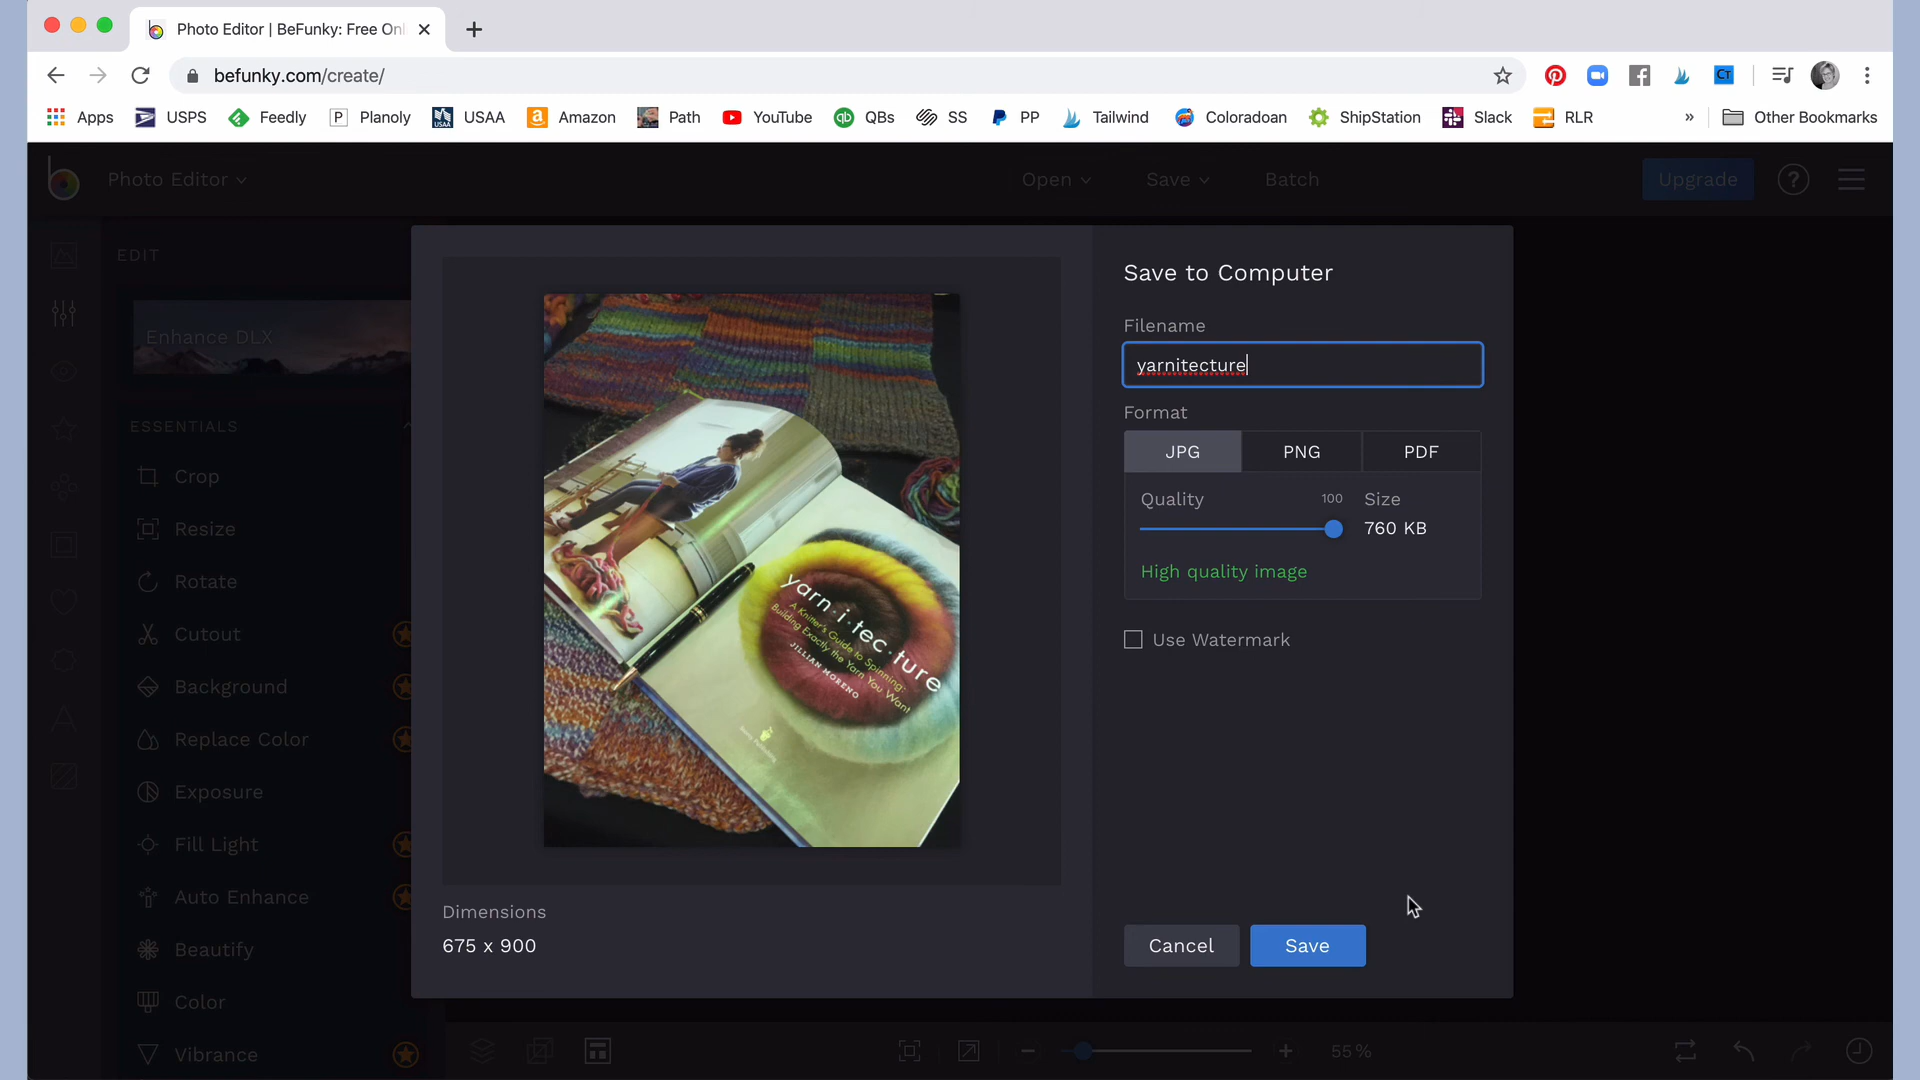 Photo Editor | BeFunky: Free Onl
befunky.com/create/
Apps USPS Feedly P Planoly USAA Amazon Path YouTube qb QBs SS PP Tailwind Coloradoan ShipStation Slack RLR » Other Bookmarks
CT
Photo Editor Open Save Batch Upgrade ?
EDIT
Enhance DLX
ESSENTIALS
Crop
Resize
Rotate
Cutout
Background
Replace Color
Exposure
Fill Light
Auto Enhance
Beautify
Color
Vibrance
yarn·i·tec·ture
A Knitter's Guide to Spinning:
Building Exactly the Yarn You Want
JILLIAN MORENO
Dimensions
675 x 900
Save to Computer
Filename
yarnitecture
Format
JPG PNG PDF
Quality 100 Size
760 KB
High quality image
Use Watermark
Cancel Save
55 %